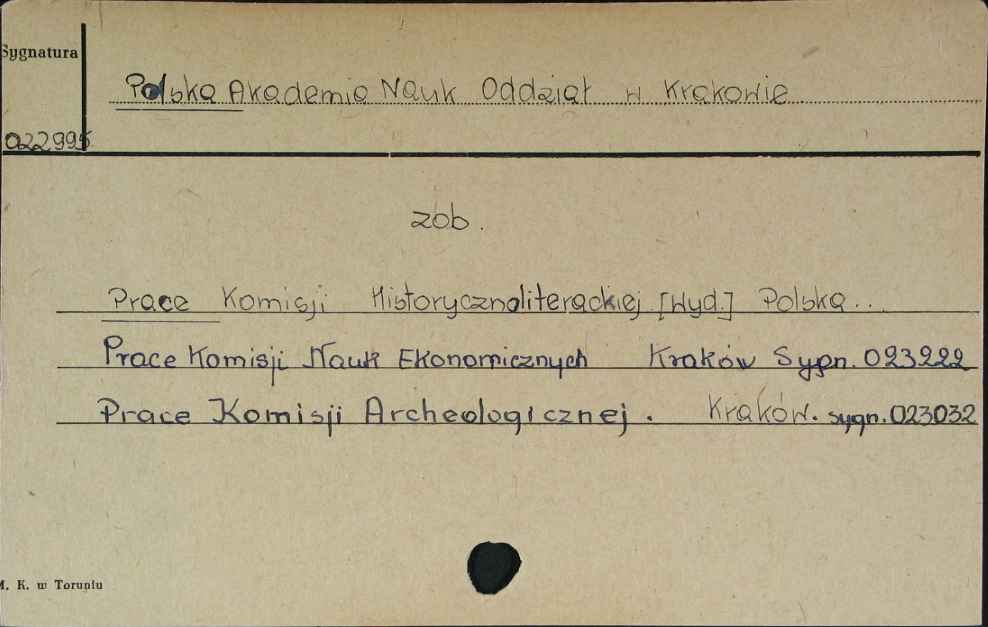 Sygnatura
Polska Akademia Nauk Oddział w Krakowie
022995
zob.
Prace Komisji Historycznoliterackiej [Wyd.] Polska..
Prace Komisji Nauk Ekonomicznych Kraków Sygn. 023222
Prace Komisji Archeologicznej. Kraków. sygn. 023032
M. K. w Toruniu